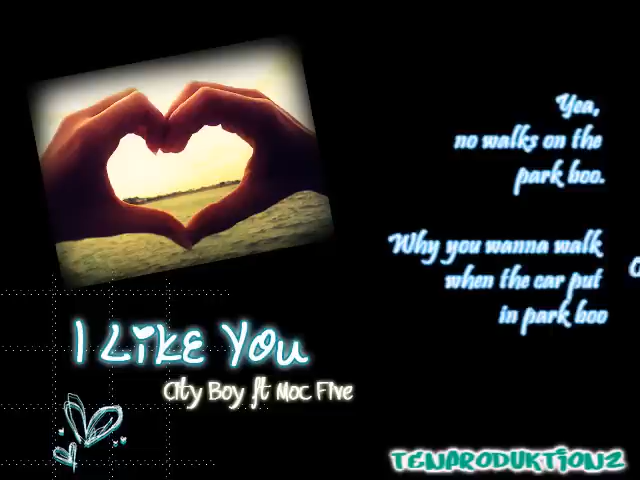 Yea,
no walks on the
park boo.
Why you wanna walk
when the car put
in park boo
I Like You
City Boy ft Moc Five
TENPRODUKTIONZ